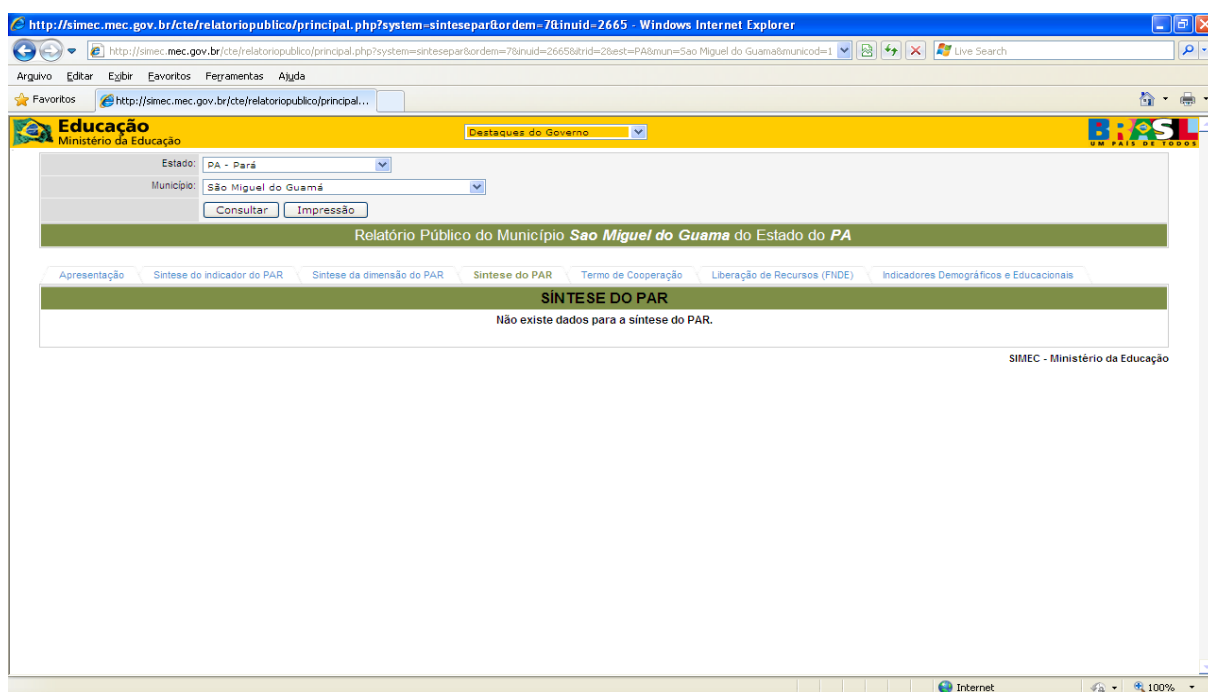 http://simec.mec.gov.br/cte/relatoriopublico/principal.php?system=sintesepar&ordem=7&inuid=2665 - Windows Internet Explorer
http://simec.mec.gov.br/cte/relatoriopublico/principal.php?system=sintesepar&ordem=7&inuid=2665&itrid=2&est=PA&mun=Sao Miguel do Guama&municod=1 Live Search
Arquivo Editar Exibir Favoritos Ferramentas Ajuda
Favoritos http://simec.mec.gov.br/cte/relatoriopublico/principal...
Educação
Ministério da Educação
Destaques do Governo
BRASIL
UM PAÍS DE TODOS
Estado: PA - Pará
Município: São Miguel do Guamá
Consultar Impressão
Relatório Público do Município Sao Miguel do Guama do Estado do PA
Apresentação Sintese do indicador do PAR Sintese da dimensão do PAR Sintese do PAR Termo de Cooperação Liberação de Recursos (FNDE) Indicadores Demográficos e Educacionais
SÍNTESE DO PAR
Não existe dados para a síntese do PAR.
SIMEC - Ministério da Educação
Internet 100%